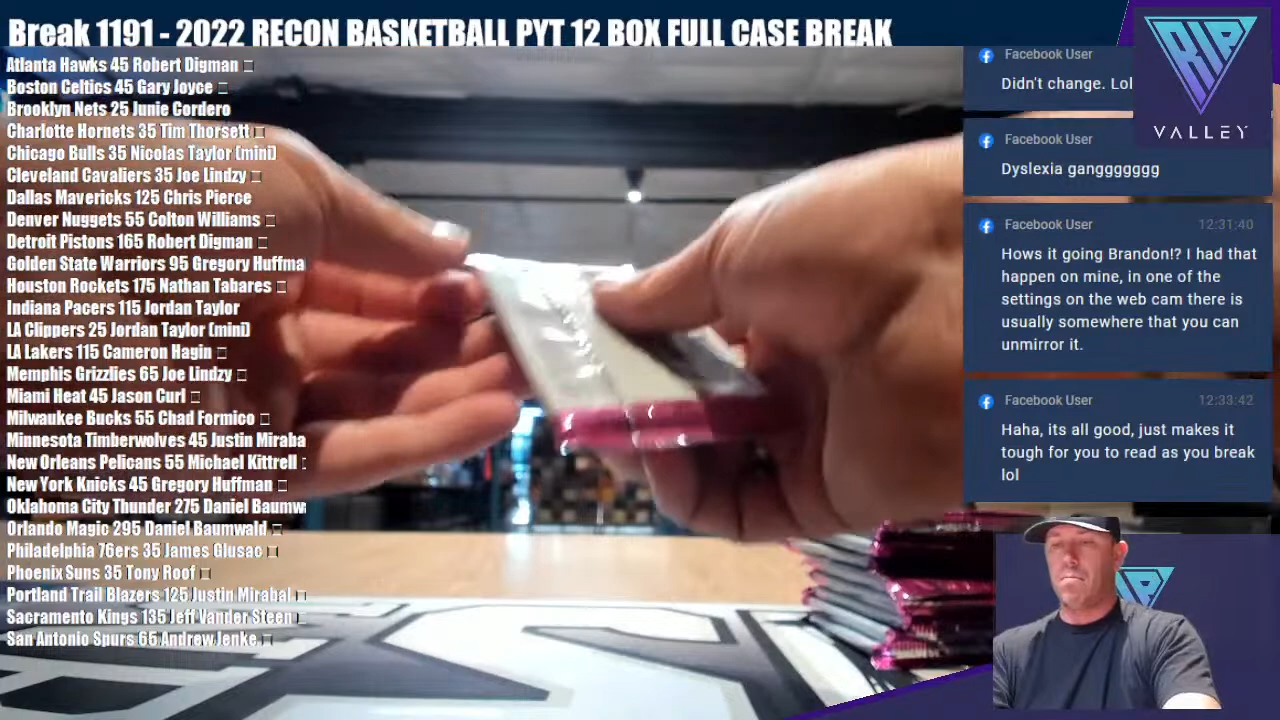 Break 1191 - 2022 RECON BASKETBALL PYT 12 BOX FULL CASE BREAK
Atlanta Hawks 45 Robert Digman
Boston Celtics 45 Gary Joyce
Brooklyn Nets 25 Junie Cordero
Charlotte Hornets 35 Tim Thorsett
Chicago Bulls 35 Nicolas Taylor (mini)
Cleveland Cavaliers 35 Joe Lindzy
Dallas Mavericks 125 Chris Pierce
Denver Nuggets 55 Colton Williams
Detroit Pistons 165 Robert Digman
Golden State Warriors 95 Gregory Huffma
Houston Rockets 175 Nathan Tabares
Indiana Pacers 115 Jordan Taylor
LA Clippers 25 Jordan Taylor (mini)
LA Lakers 115 Cameron Hagin
Memphis Grizzlies 65 Joe Lindzy
Miami Heat 45 Jason Curl
Milwaukee Bucks 55 Chad Formico
Minnesota Timberwolves 45 Justin Miraba
New Orleans Pelicans 55 Michael Kittrell
New York Knicks 45 Gregory Huffman
Oklahoma City Thunder 275 Daniel Baumw
Orlando Magic 295 Daniel Baumwald
Philadelphia 76ers 35 James Glusac
Phoenix Suns 35 Tony Roof
Portland Trail Blazers 125 Justin Mirabal
Sacramento Kings 135 Jeff Vander Steen
San Antonio Spurs 65 Andrew Jenke
Facebook User
Didn't change. Lol
Facebook User
Dyslexia gangggggg
Facebook User 12:31:40
Hows it going Brandon!? I had that
happen on mine, in one of the
settings on the web cam there is
usually somewhere that you can
unmirror it.
Facebook User 12:33:42
Haha, its all good, just makes it
tough for you to read as you break
lol
RIP
VALLEY
RIP